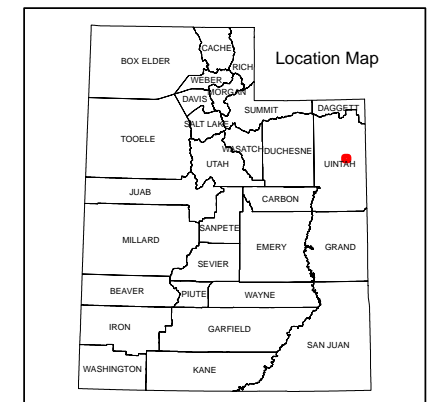 Location Map
CACHE
BOX ELDER
RICH
WEBER
MORGAN
DAVIS
SUMMIT
DAGGETT
SALT LAKE
TOOELE
WASATCH
DUCHESNE
UTAH
UINTAH
JUAB
CARBON
SANPETE
MILLARD
EMERY
GRAND
SEVIER
BEAVER
PIUTE
WAYNE
IRON
GARFIELD
SAN JUAN
WASHINGTON
KANE